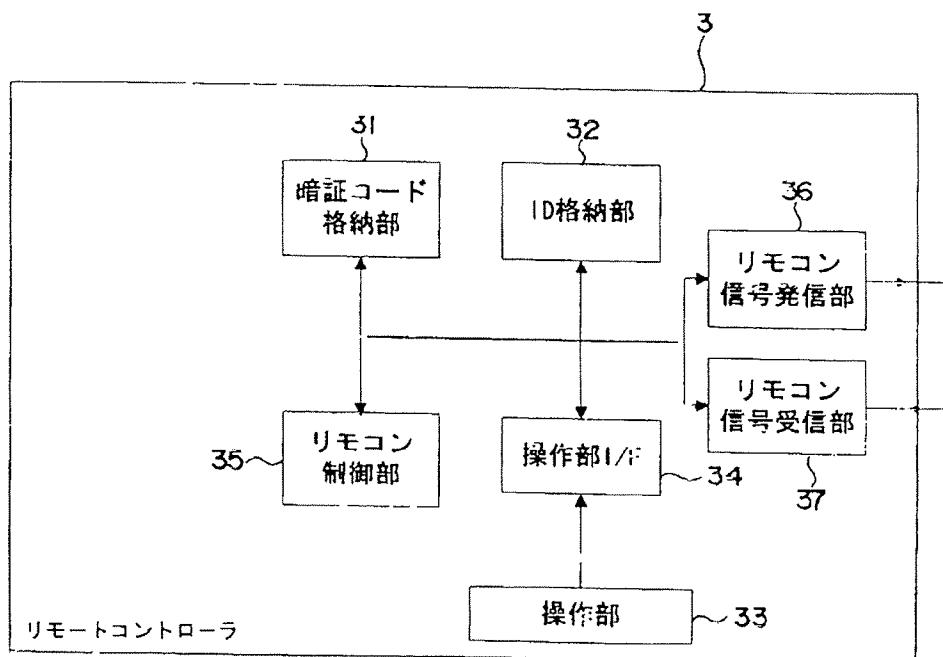 3
31
暗証コード
格納部
32
ID格納部
36
リモコン
信号発信部
35
リモコン
制御部
操作部I/F
34
リモコン
信号受信部
37
操作部
33
リモートコントローラ